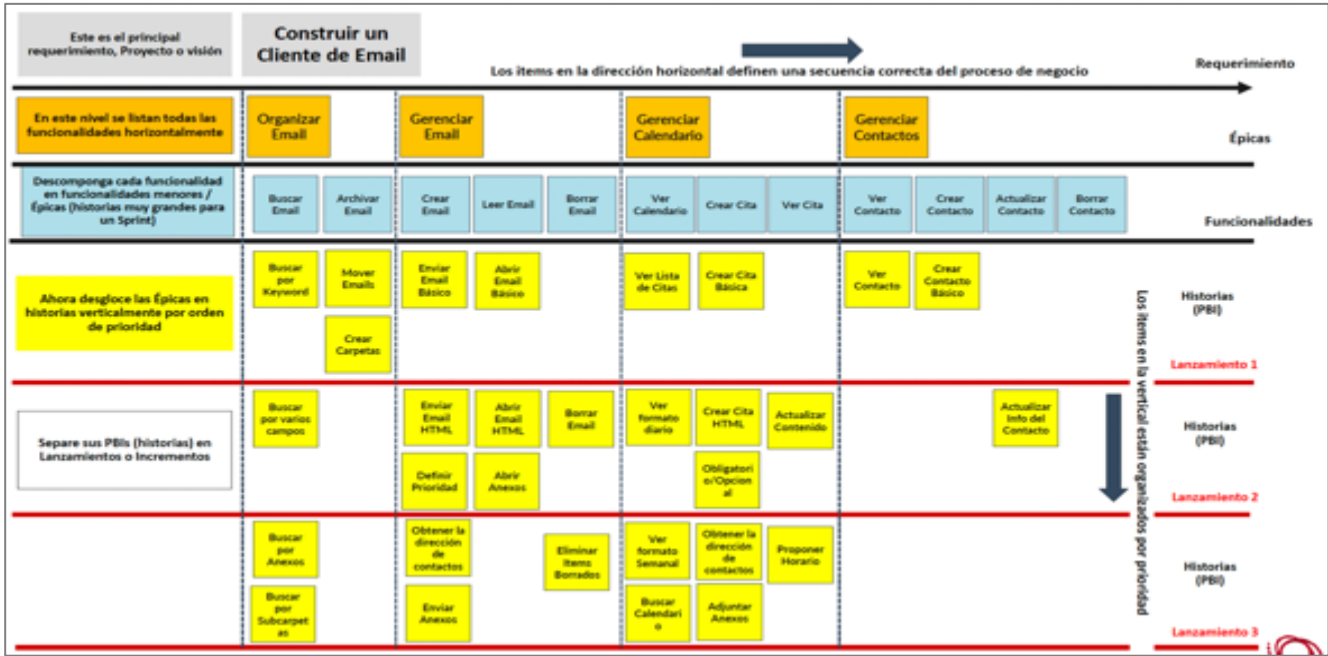 Este es el principal
requerimiento, Proyecto o visión
Construir un
Cliente de Email
Los items en la dirección horizontal definen una secuencia correcta del proceso de negocio
Requerimiento
En este nivel se listan todas las
funcionalidades horizontalmente
Organizar
Email
Gerenciar
Email
Gerenciar
Calendario
Gerenciar
Contactos
Épicas
Descomponga cada funcionalidad
en funcionalidades menores /
Épicas (historias muy grandes para
un Sprint)
Buscar
Email
Archivar
Email
Crear
Email
Leer Email
Borrar
Email
Ver
Calendario
Crear Cita
Ver Cita
Ver
Contacto
Crear
Contacto
Actualizar
Contacto
Borrar
Contacto
Funcionalidades
Ahora desgloce las Épicas en
historias verticalmente por orden
de prioridad
Buscar
por
Keyword
Mover
Emails
Crear
Carpetas
Enviar
Email
Básico
Abrir
Email
Básico
Ver Lista
de Citas
Crear Cita
Básica
Ver
Contacto
Crear
Contacto
Básico
Historias
(PBI)
Lanzamiento 1
Los items en la vertical están organizados por prioridad
Separe sus PBIs (historias) en
Lanzamientos o Incrementos
Buscar
por varios
campos
Enviar
Email
HTML
Abrir
Email
HTML
Borrar
Email
Ver
formato
diario
Crear Cita
HTML
Actualizar
Contenido
Actualizar
Info del
Contacto
Definir
Prioridad
Abrir
Anexos
Obligatori
o/Opcion
al
Historias
(PBI)
Lanzamiento 2
Buscar
por
Anexos
Obtener la
dirección
de
contactos
Eliminar
Items
Borrados
Ver
formato
Semanal
Obtener la
dirección
de
contactos
Proponer
Horario
Buscar
por
Subcarpet
as
Enviar
Anexos
Buscar
Calendari
o
Adjuntar
Anexos
Historias
(PBI)
Lanzamiento 3